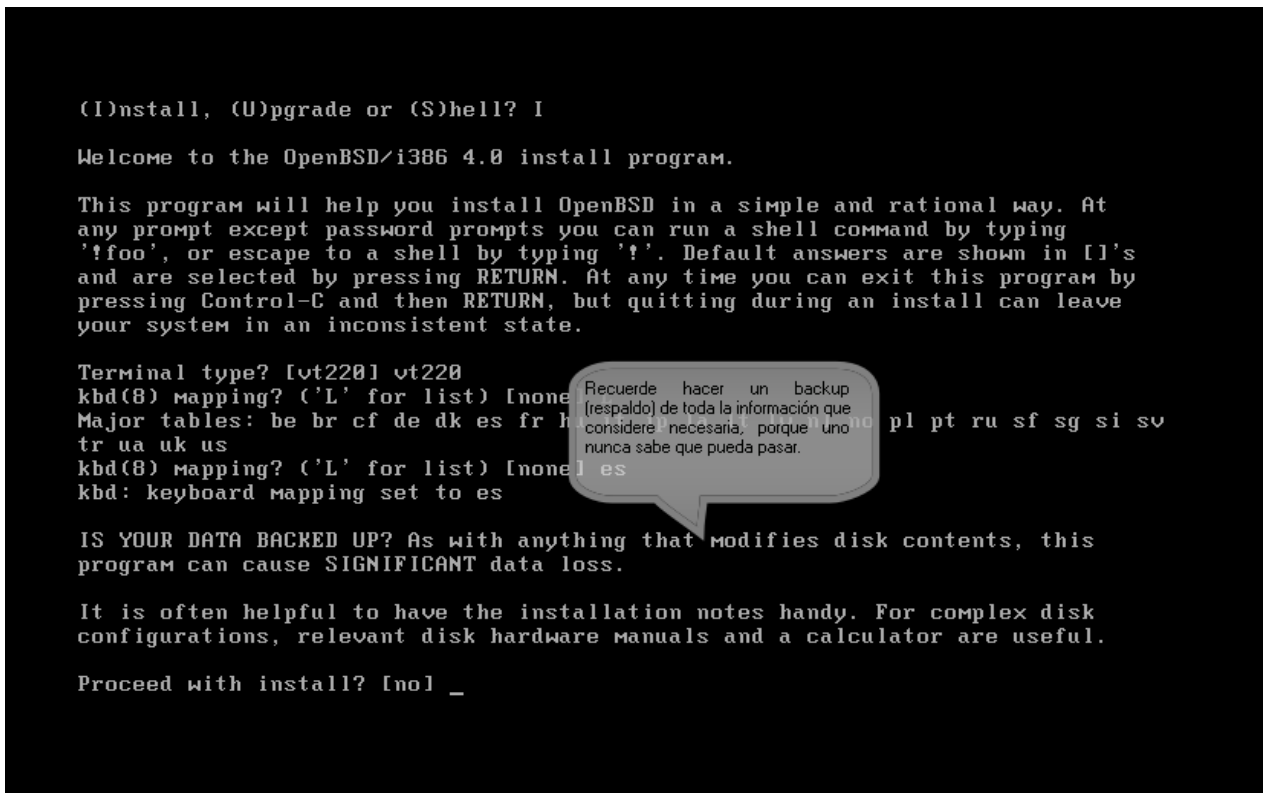 (I)nstall, (U)pgrade or (S)hell? I
Welcome to the OpenBSD/i386 4.0 install program.
This program will help you install OpenBSD in a simple and rational way. At
any prompt except password prompts you can run a shell command by typing
'!foo', or escape to a shell by typing '!'. Default answers are shown in []'s
and are selected by pressing RETURN. At any time you can exit this program by
pressing Control-C and then RETURN, but quitting during an install can leave
your system in an inconsistent state.
Terminal type? [vt220] vt220
kbd(8) mapping? ('L' for list) [none]
Major tables: be br cf de dk es fr no pl pt ru sf sg si sv
tr ua uk us
kbd(8) mapping? ('L' for list) [none] es
kbd: keyboard mapping set to es
Recuerde hacer un backup
(respaldo) de toda la información que
considere necesaria, porque uno
nunca sabe que pueda pasar.
IS YOUR DATA BACKED UP? As with anything that modifies disk contents, this
program can cause SIGNIFICANT data loss.
It is often helpful to have the installation notes handy. For complex disk
configurations, relevant disk hardware manuals and a calculator are useful.
Proceed with install? [no] _